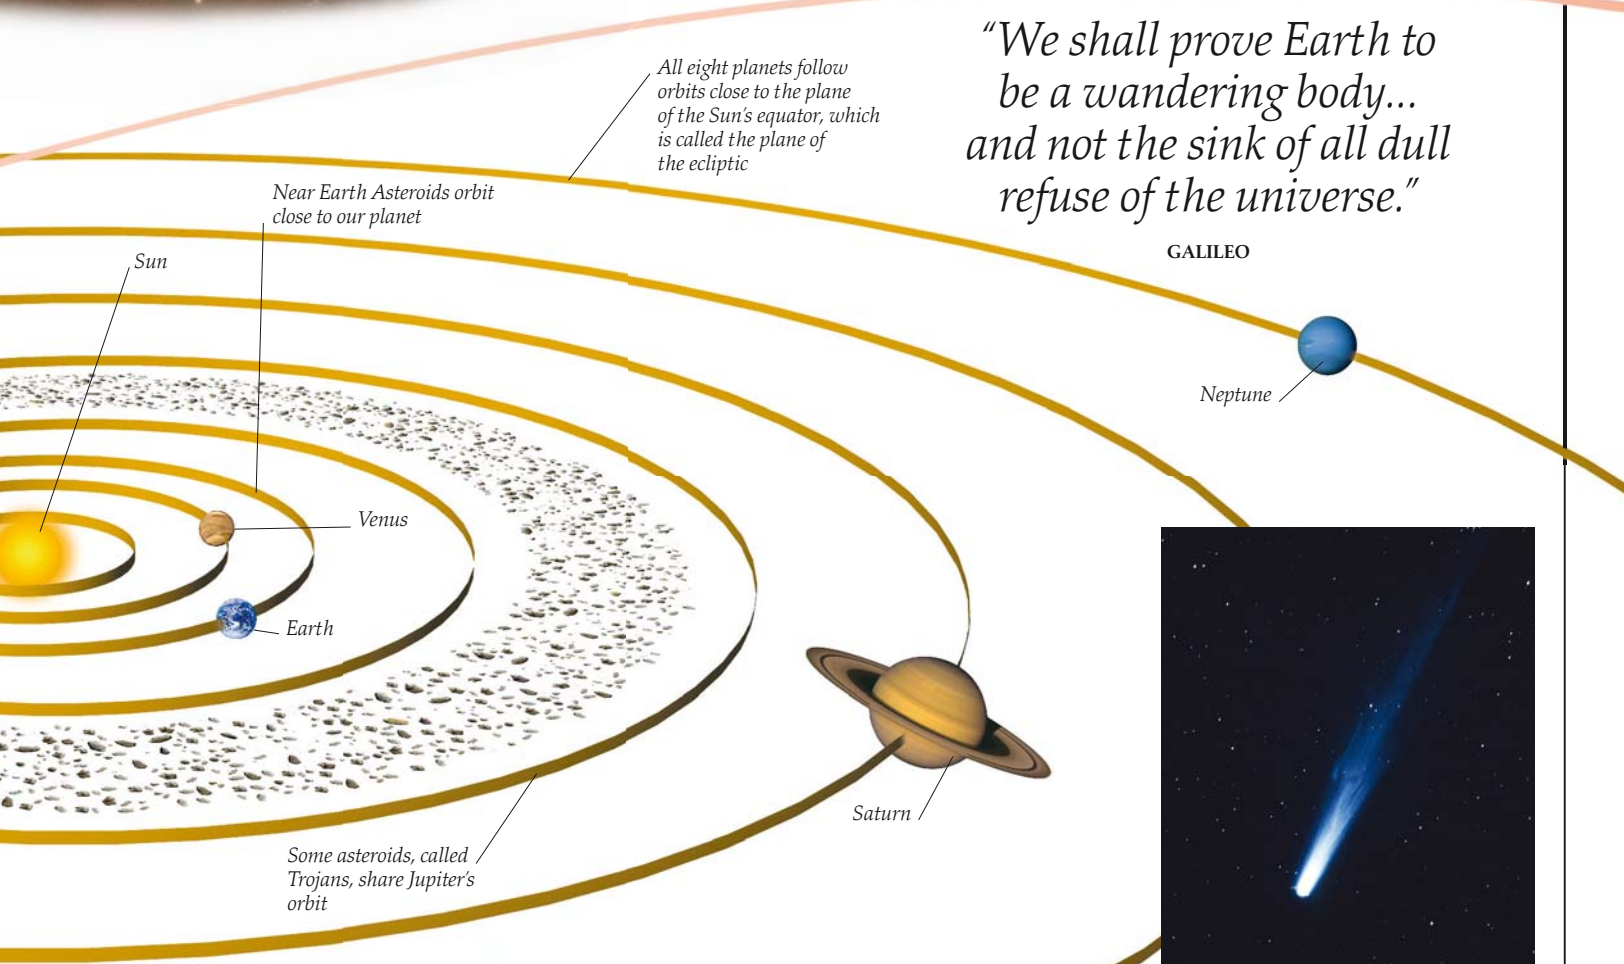 “We shall prove Earth to
be a wandering body...
and not the sink of all dull
refuse of the universe.”
GALILEO
All eight planets follow
orbits close to the plane
of the Sun’s equator, which
is called the plane of
the ecliptic
Near Earth Asteroids orbit
close to our planet
Sun
Neptune
Venus
Earth
Saturn
Some asteroids, called
Trojans, share Jupiter’s
orbit